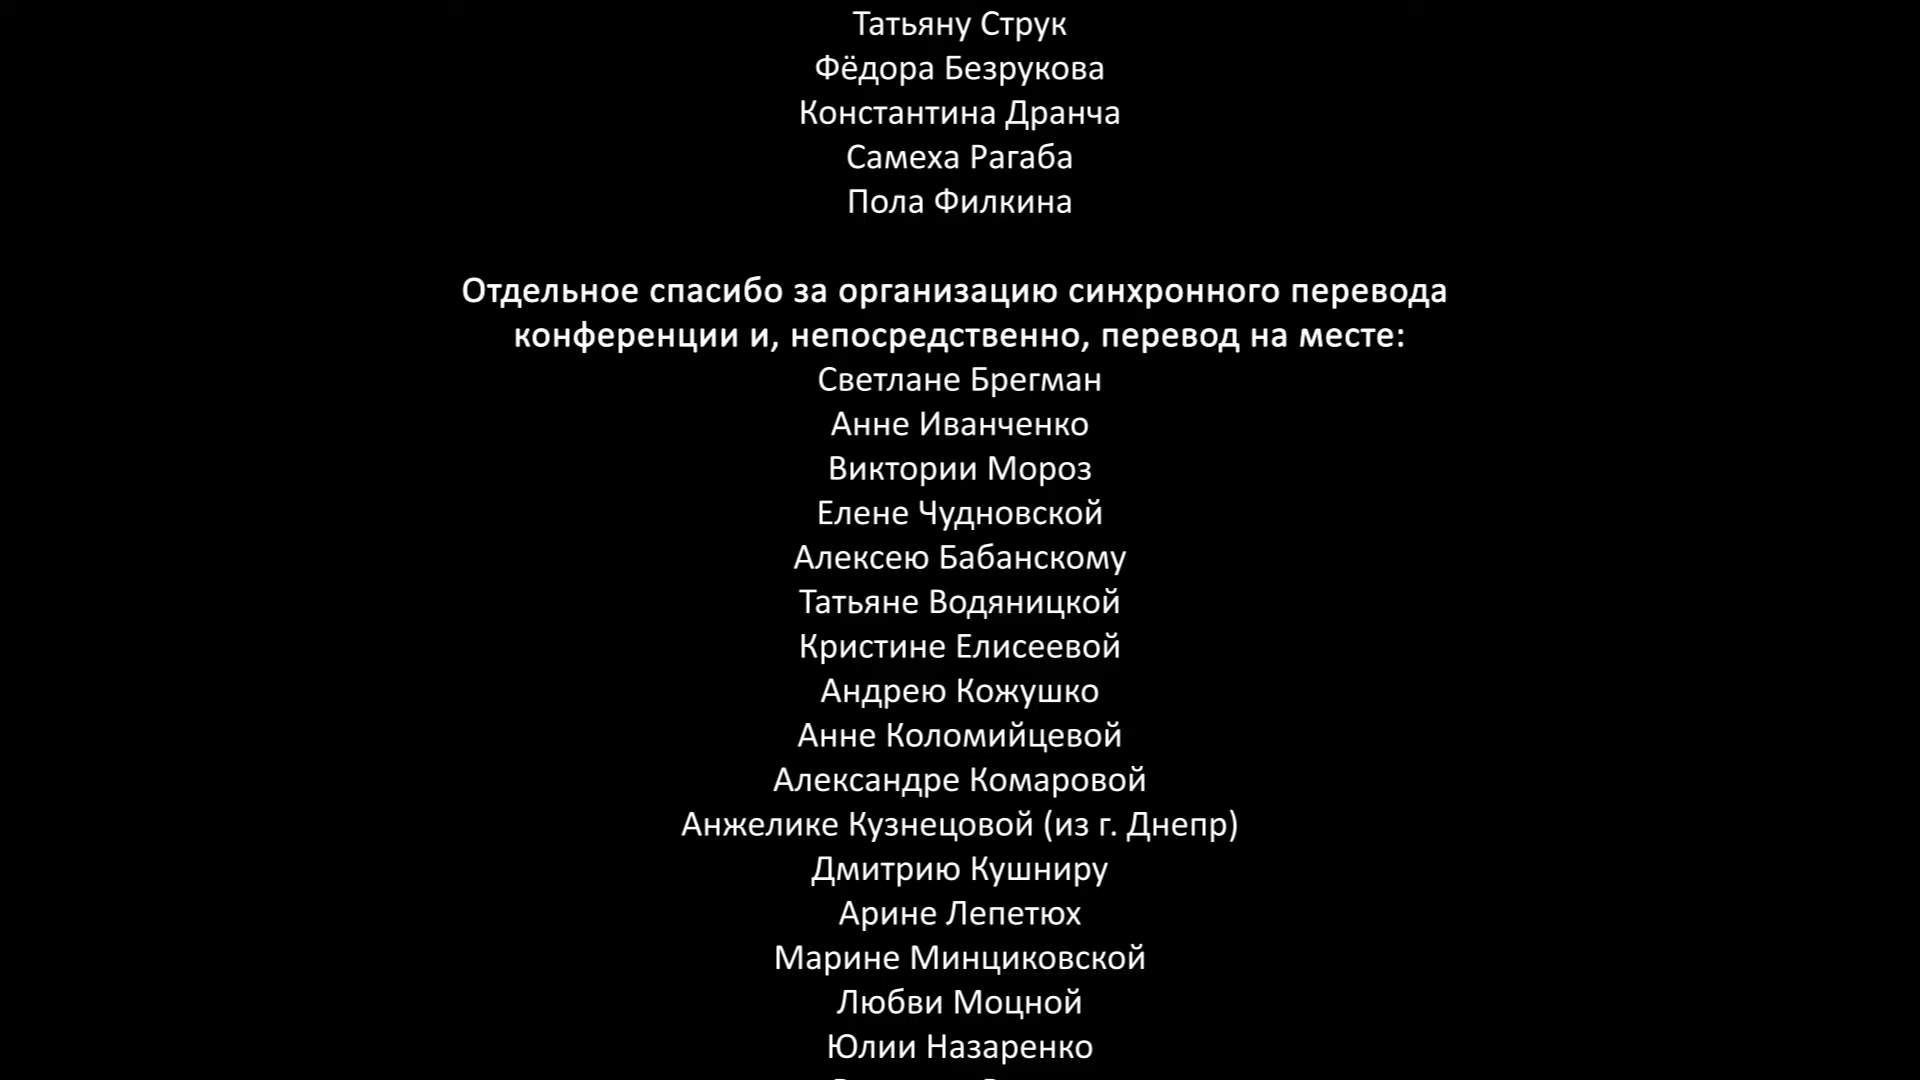 Татьяну Струк
Фёдора Безрукова
Константина Дранча
Самеха Рагаба
Пола Филкина
Отдельное спасибо за организацию синхронного перевода
конференции и, непосредственно, перевод на месте:
Светлане Брегман
Анне Иванченко
Виктории Мороз
Елене Чудновской
Алексею Бабанскому
Татьяне Водяницкой
Кристине Елисеевой
Андрею Кожушко
Анне Коломийцевой
Александре Комаровой
Анжелике Кузнецовой (из г. Днепр)
Дмитрию Кушниру
Арине Лепетюх
Марине Минциковской
Любви Моцной
Юлии Назаренко